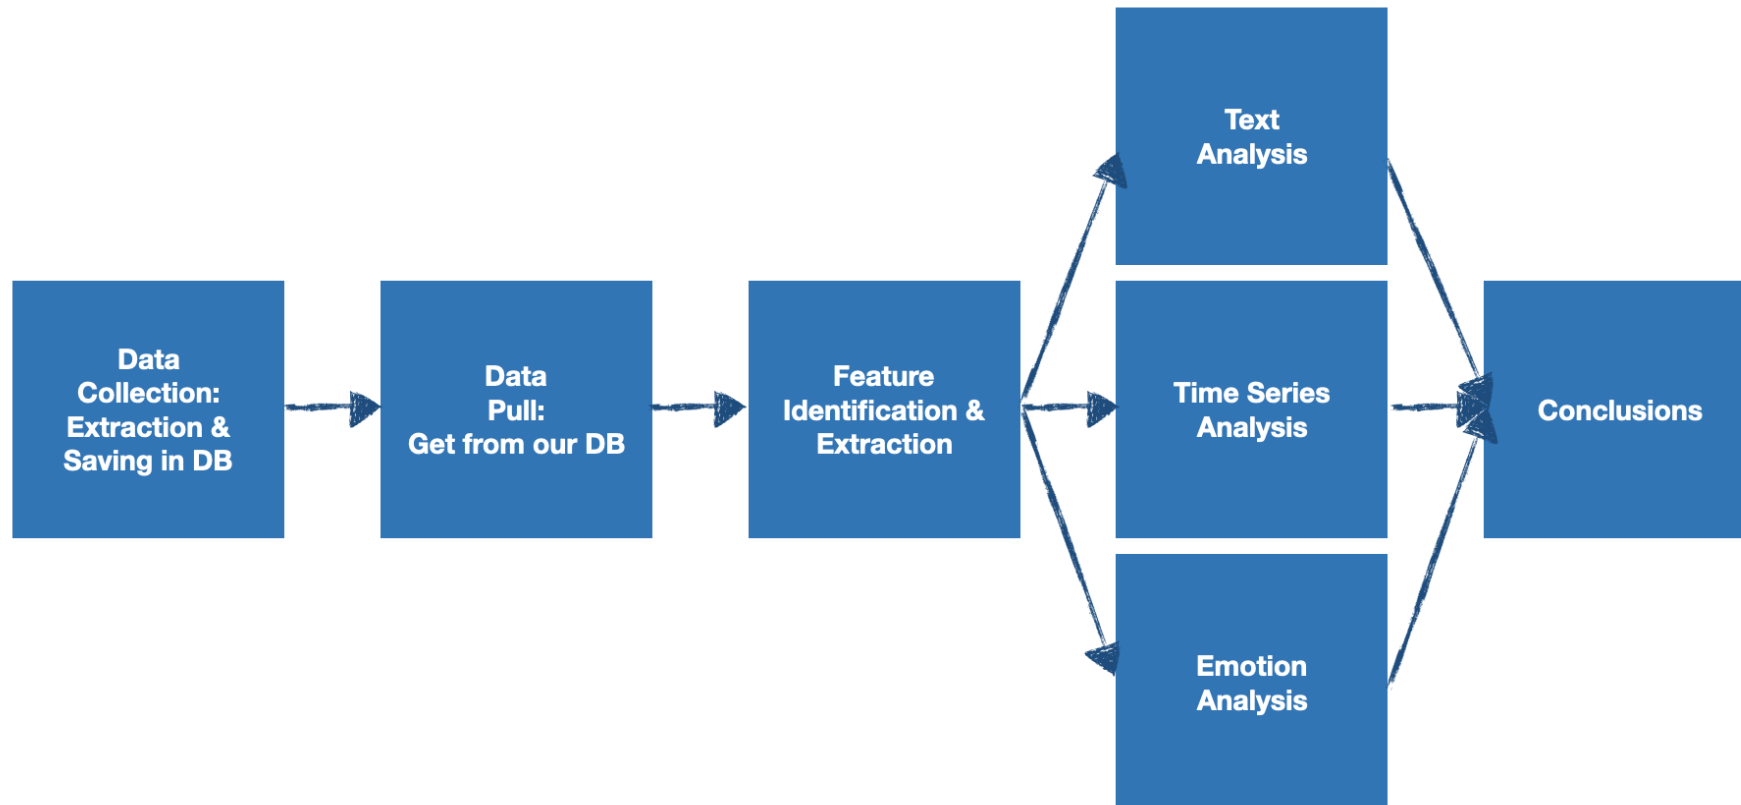 Data
Collection:
Extraction &
Saving in DB
Data
Pull:
Get from our DB
Feature
Identification &
Extraction
Text
Analysis
Time Series
Analysis
Emotion
Analysis
Conclusions